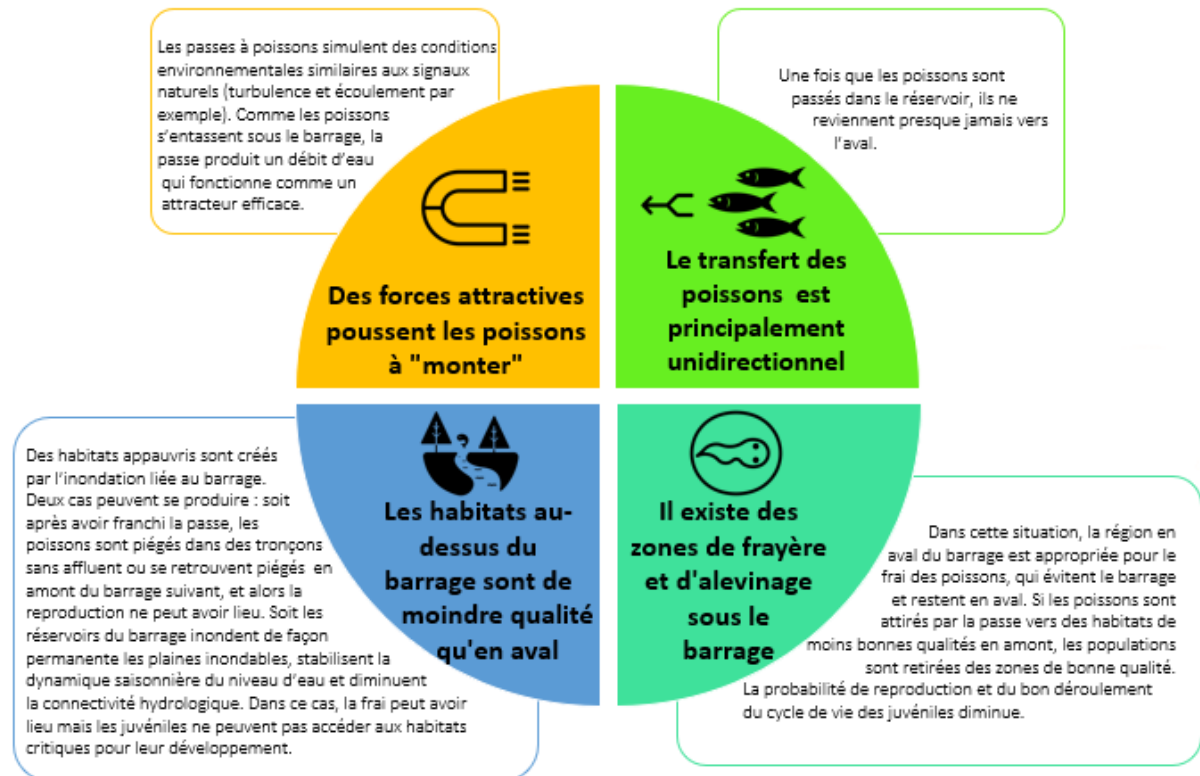 Les passes à poissons simulent des conditions
environnementales similaires aux signaux
naturels (turbulence et écoulement par
exemple). Comme les poissons
s’entassent sous le barrage, la
passe produit un débit d’eau
qui fonctionne comme un
attracteur efficace.
Une fois que les poissons sont
passés dans le réservoir, ils ne
reviennent presque jamais vers
l’aval.
Des forces attractives
poussent les poissons
à "monter"
Le transfert des
poissons est
principalement
unidirectionnel
Des habitats appauvris sont créés
par l’inondation liée au barrage.
Deux cas peuvent se produire : soit
après avoir franchi la passe, les
poissons sont piégés dans des tronçons
sans affluent ou se retrouvent piégés en
amont du barrage suivant, et alors la
reproduction ne peut avoir lieu. Soit les
réservoirs du barrage inondent de façon
permanente les plaines inondables, stabilisent la
dynamique saisonnière du niveau d’eau et diminuent
la connectivité hydrologique. Dans ce cas, la frai peut avoir
lieu mais les juvéniles ne peuvent pas accéder aux habitats
critiques pour leur développement.
Les habitats au-
dessus du
barrage sont de
moindre qualité
qu'en aval
Il existe des
zones de frayère
et d'alevinage
sous le
barrage
Dans cette situation, la région en
aval du barrage est appropriée pour le
frai des poissons, qui évitent le barrage
et restent en aval. Si les poissons sont
attirés par la passe vers des habitats de
moins bonnes qualités en amont, les populations
sont retirées des zones de bonne qualité.
La probabilité de reproduction et du bon déroulement
du cycle de vie des juvéniles diminue.